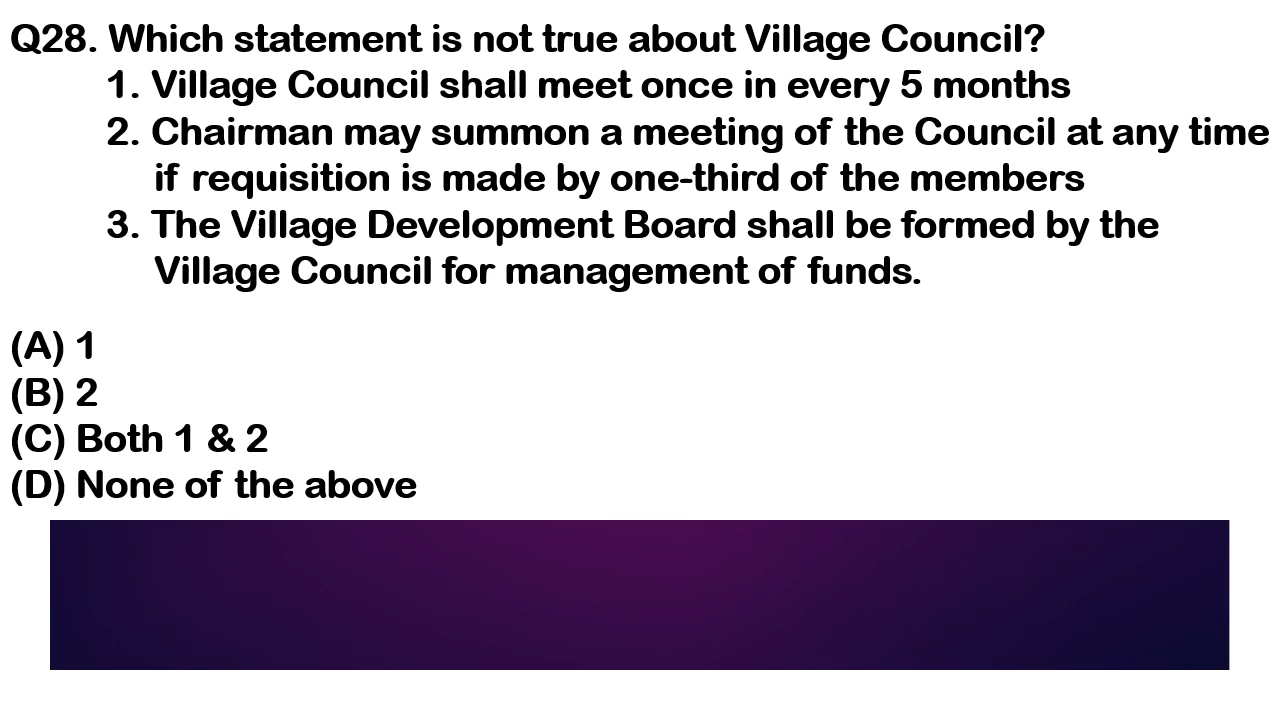 Q28. Which statement is not true about Village Council?
1. Village Council shall meet once in every 5 months
2. Chairman may summon a meeting of the Council at any time
if requisition is made by one-third of the members
3. The Village Development Board shall be formed by the
Village Council for management of funds.
(A) 1
(B) 2
(C) Both 1 & 2
(D) None of the above